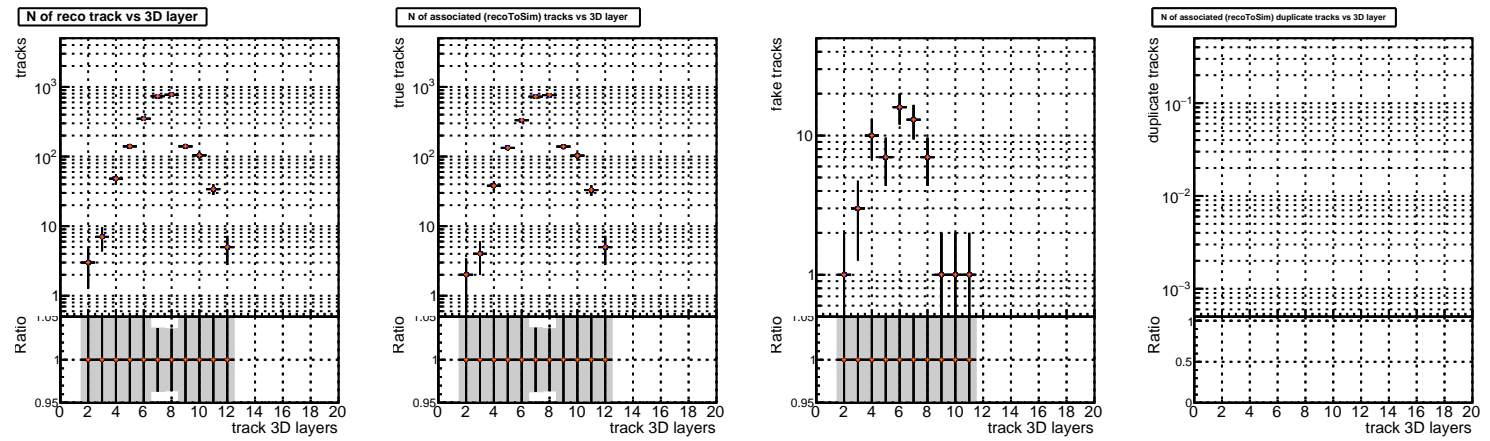 N of reco track vs 3D layer
tracks
10³
10²
10
1
Ratio
1.05
1
0.95
0 2 4 6 8 10 12 14 16 18 20
track 3D layers
N of associated (recoToSim) tracks vs 3D layer
true tracks
10³
10²
10
1
Ratio
1.05
1
0.95
0 2 4 6 8 10 12 14 16 18 20
track 3D layers
fake tracks
10
1
Ratio
1.05
1
0.95
0 2 4 6 8 10 12 14 16 18 20
track 3D layers
N of associated (recoToSim) duplicate tracks vs 3D layer
duplicate tracks
10⁻¹
10⁻²
10⁻³
Ratio
1
0.5
0
0 2 4 6 8 10 12 14 16 18 20
track 3D layers